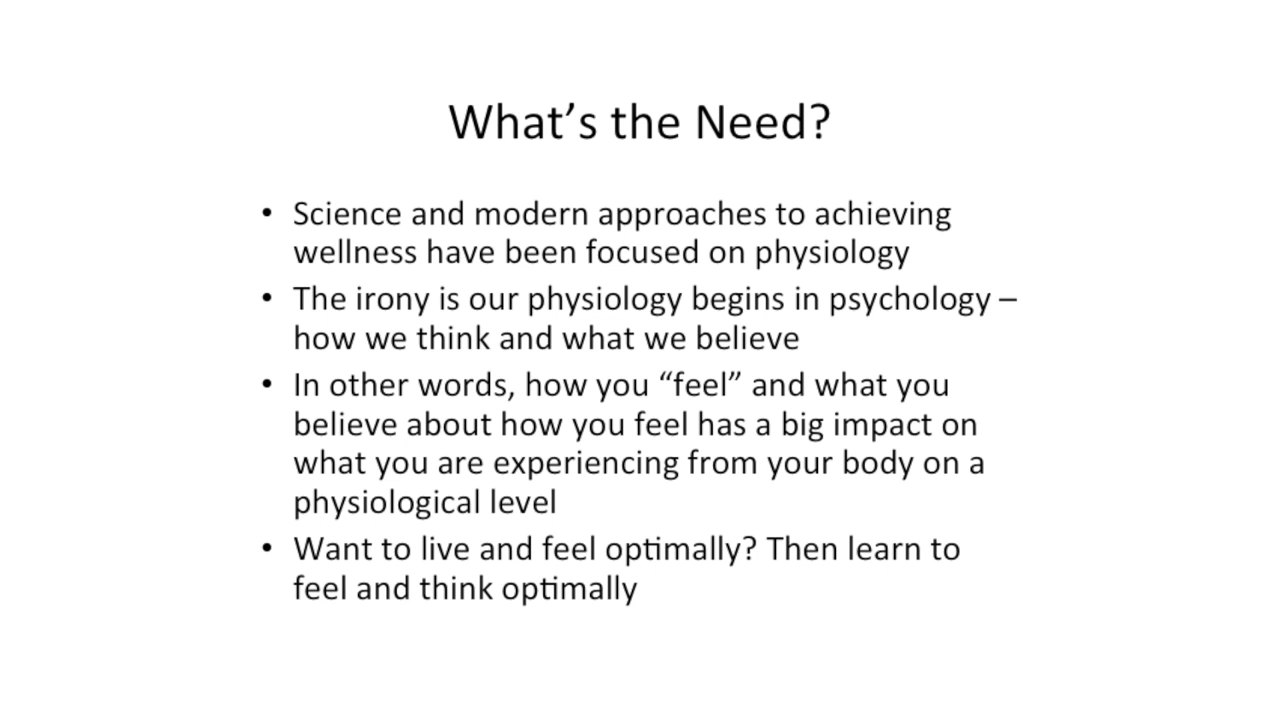 What’s the Need?
• Science and modern approaches to achieving
wellness have been focused on physiology
• The irony is our physiology begins in psychology –
how we think and what we believe
• In other words, how you “feel” and what you
believe about how you feel has a big impact on
what you are experiencing from your body on a
physiological level
• Want to live and feel optimally? Then learn to
feel and think optimally